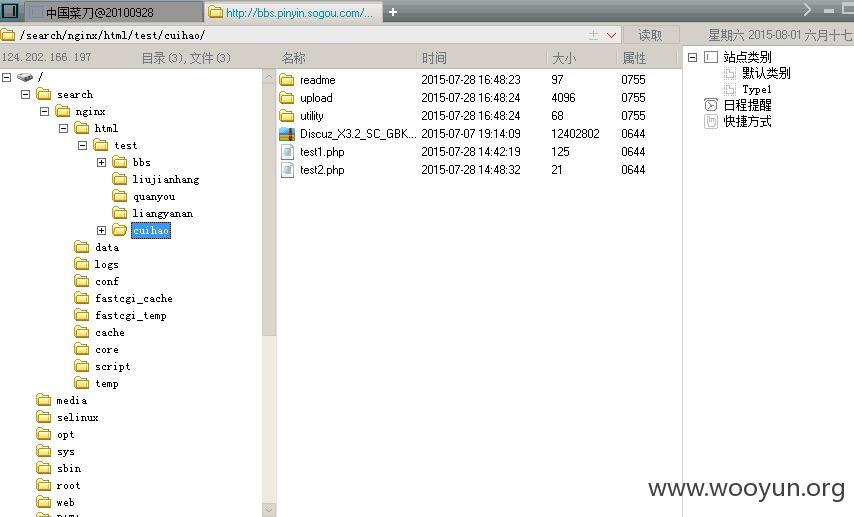 中国菜刀@20100928 http://bbs.pinyin.sogou.com/... +
/search/nginx/html/test/cuihao/ 读取 星期六 2015-08-01 六月十七
124.202.166.197 目录(3),文件(3) 名称 时间 大小 属性
/
search
nginx
html
test
bbs
liujianhang
quanyou
liangyanan
cuihao
data
logs
conf
fastcgi_cache
fastcgi_temp
cache
core
script
temp
media
selinux
opt
sys
sbin
root
web
readme 2015-07-28 16:48:23 97 0755
upload 2015-07-28 16:48:24 4096 0755
utility 2015-07-28 16:48:24 68 0755
Discuz_X3.2_SC_GBK... 2015-07-07 19:14:09 12402802 0644
test1.php 2015-07-28 14:42:19 125 0644
test2.php 2015-07-28 14:48:32 21 0644
站点类别
默认类别
Type1
日程提醒
快捷方式
www.wooyun.org